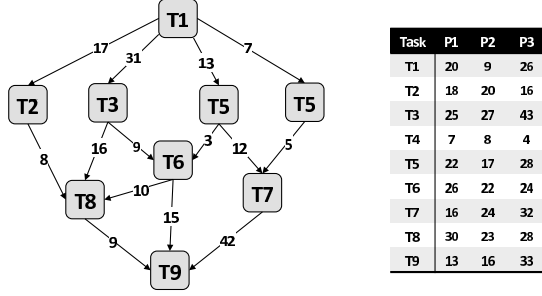 T1
17
31
13
7
T2
T3
T5
T5
8
16
9
3
12
5
T6
T8
10
T7
15
9
42
T9
Task P1 P2 P3
T1 20 9 26
T2 18 20 16
T3 25 27 43
T4 7 8 4
T5 22 17 28
T6 26 22 24
T7 16 24 32
T8 30 23 28
T9 13 16 33